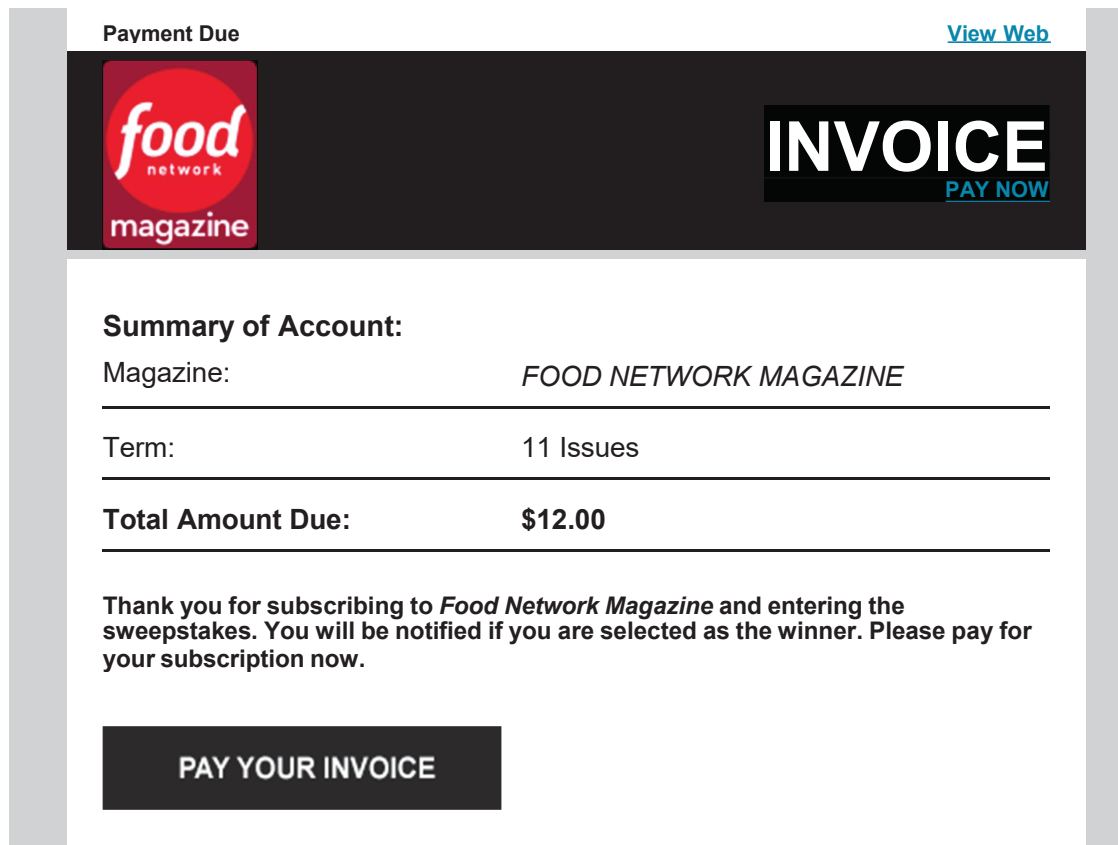 Payment Due
View Web
food
network
magazine
INVOICE
PAY NOW
Summary of Account:
Magazine: FOOD NETWORK MAGAZINE
Term: 11 Issues
Total Amount Due: $12.00
Thank you for subscribing to Food Network Magazine and entering the
sweepstakes. You will be notified if you are selected as the winner. Please pay for
your subscription now.
PAY YOUR INVOICE